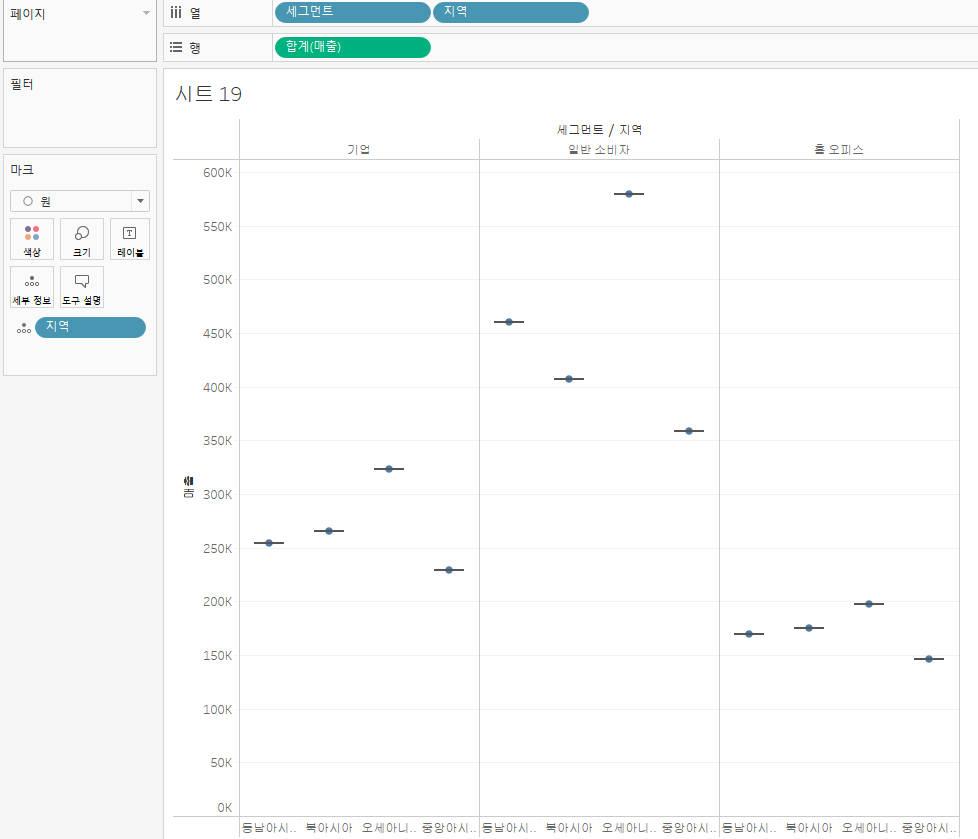 페이지
열 세그먼트 지역
행 합계(매출)
필터
마크
원
색상 크기 레이블
세부 정보 도구 설명
지역
시트 19
세그먼트 / 지역
기업 일반 소비자 홈 오피스
600K
550K
500K
450K
400K
350K
매출
300K
250K
200K
150K
100K
50K
0K
동남아시.. 북아시아 오세아니.. 중앙아시.. 동남아시.. 북아시아 오세아니.. 중앙아시.. 동남아시.. 북아시아 오세아니.. 중앙아시..